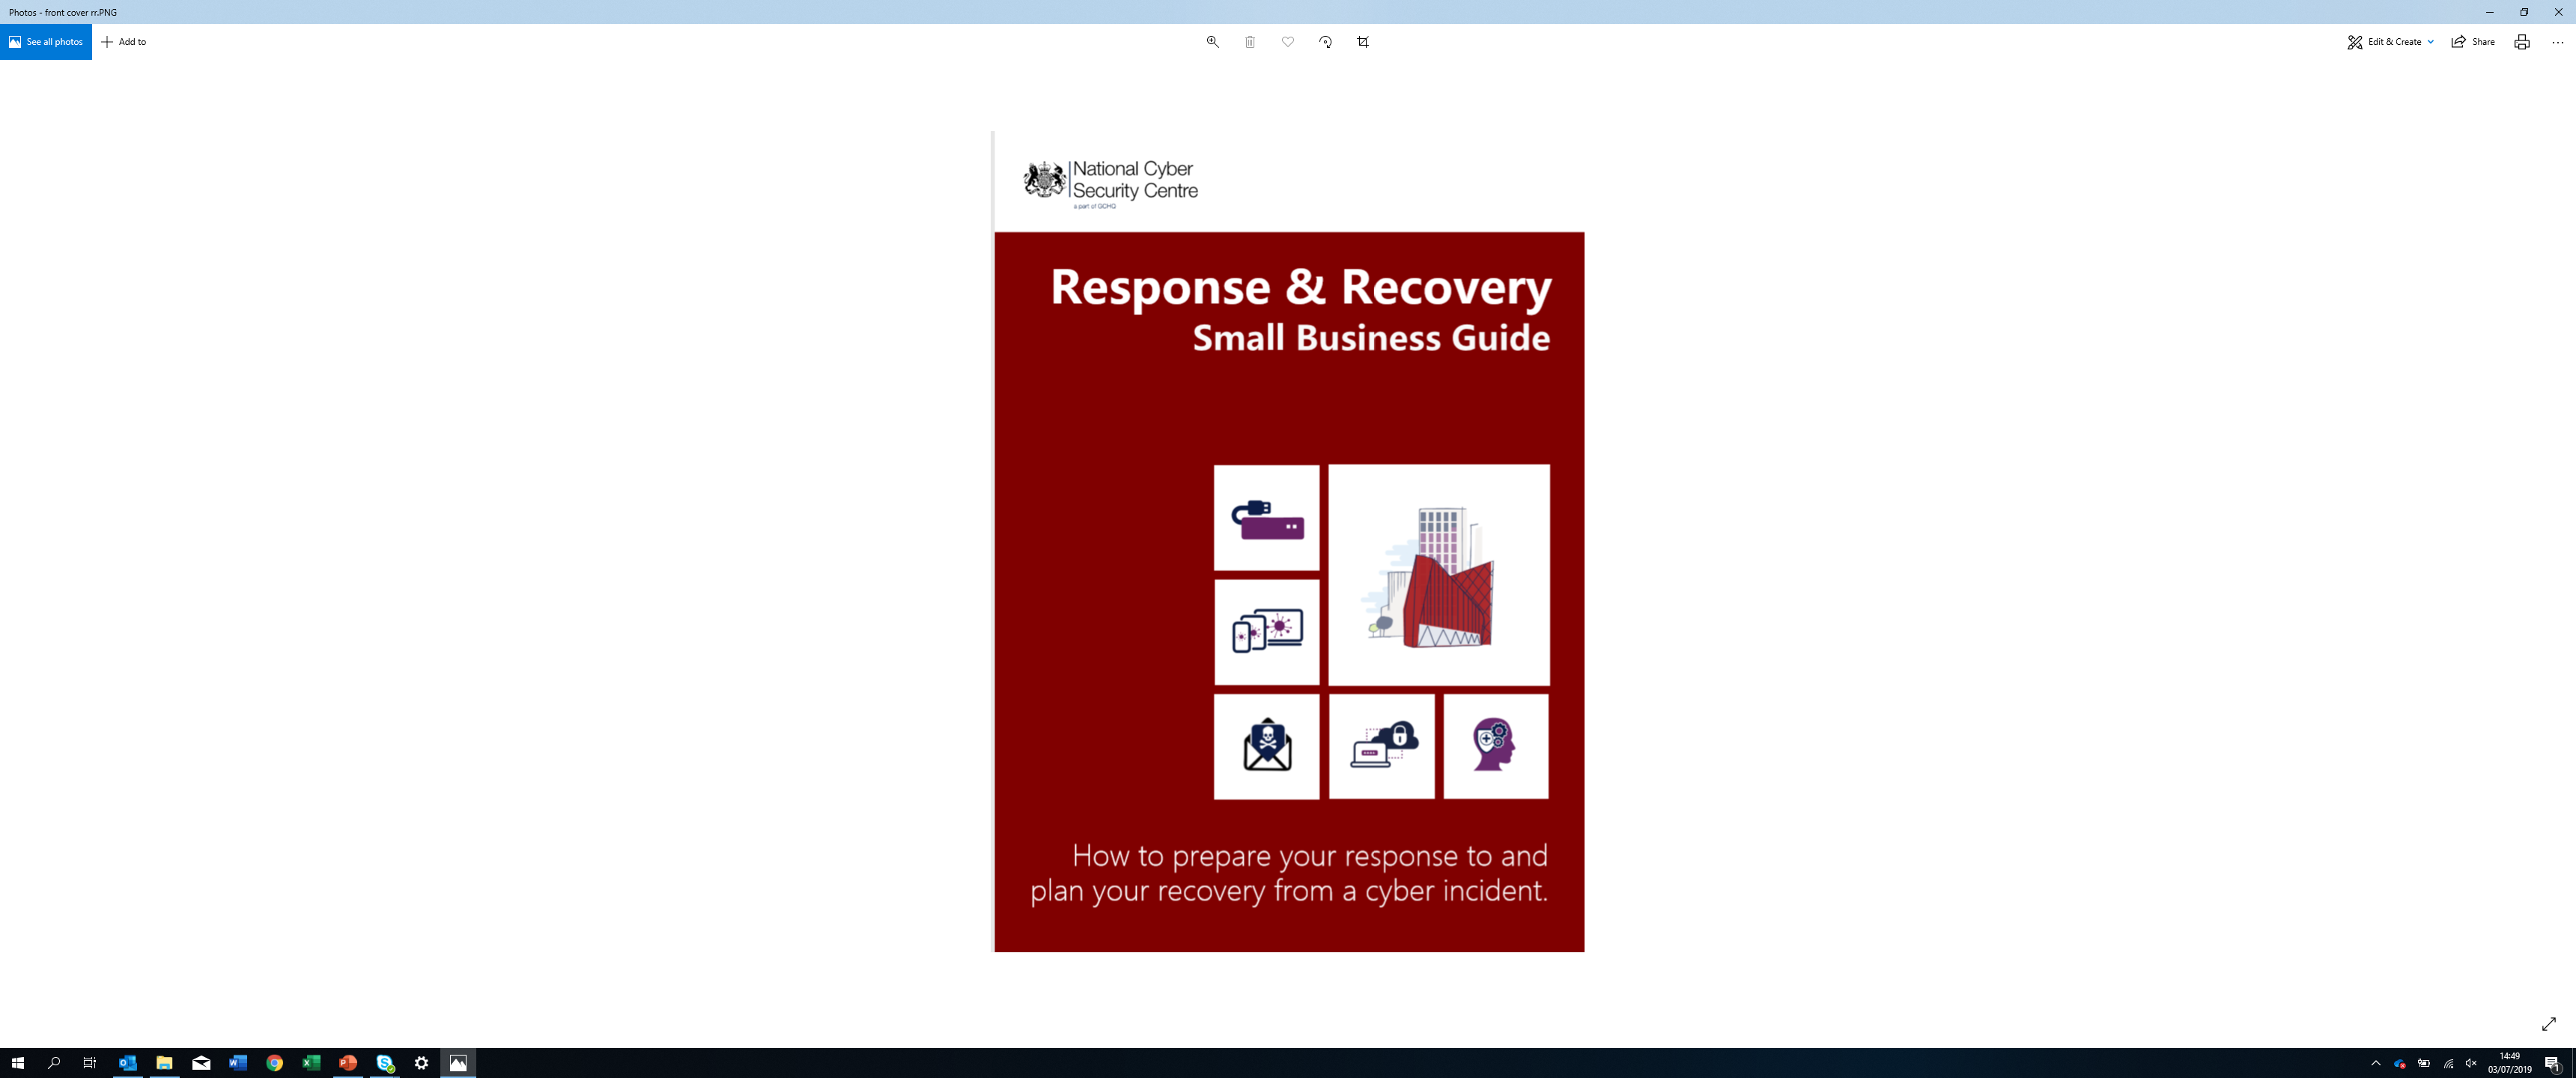 Photos - front cover rr.PNG
See all photos
Add to
Edit & Create
Share
National Cyber
Security Centre
a part of GCHQ
Response & Recovery
Small Business Guide
How to prepare your response to and
plan your recovery from a cyber incident.
14:49
03/07/2019
1